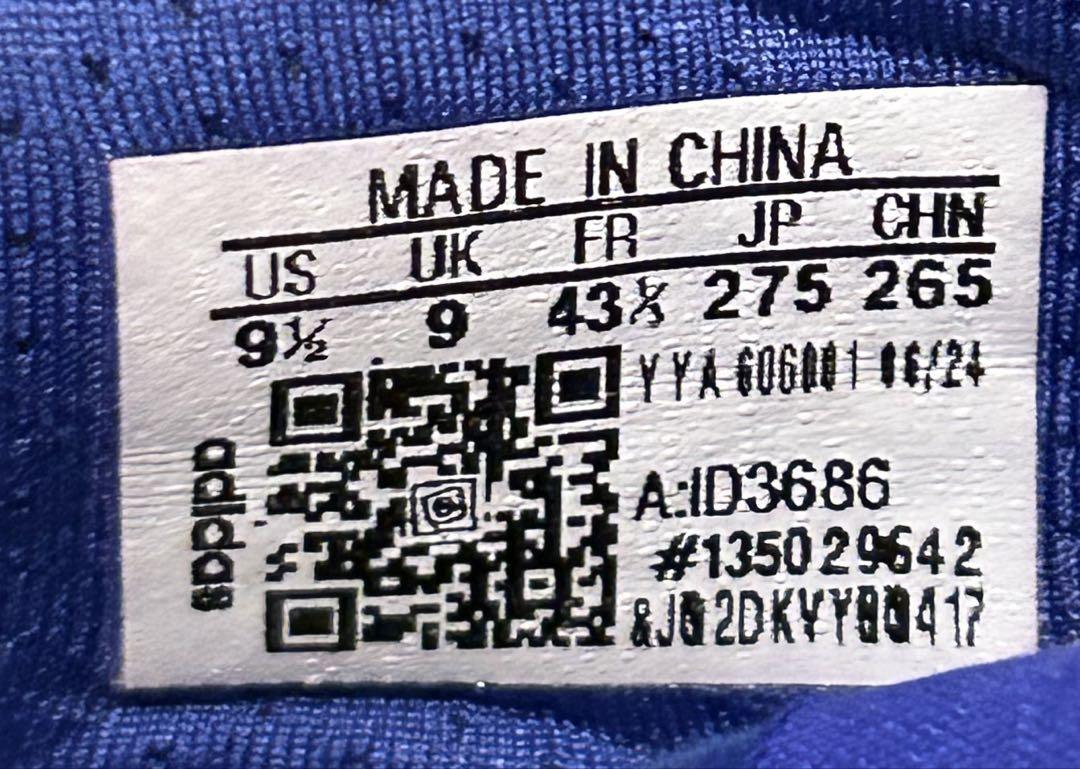 MADE IN CHINA
US UK FR JP CHN
9½ 9 43⅓ 275 265
YYA 606001 06/24
A:ID3686
#135029642
adidas